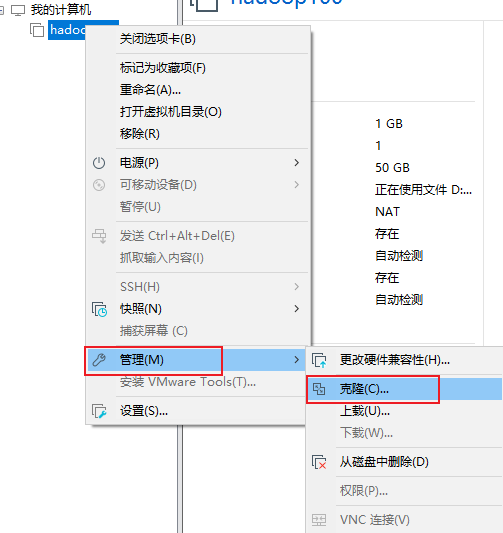 我的计算机
hadoop100
关闭选项卡(B)
标记为收藏项(F)
重命名(A)...
打开虚拟机目录(O)
移除(R)
电源(P)
可移动设备(D)
暂停(U)
发送 Ctrl+Alt+Del(E)
抓取输入内容(I)
SSH(H)
快照(N)
捕获屏幕 (C)
管理(M)
安装 VMware Tools(T)...
设置(S)...
1 GB
1
50 GB
正在使用文件 D:...
NAT
存在
自动检测
存在
自动检测
更改硬件兼容性(H)...
克隆(C)...
上载(U)...
下载(W)...
从磁盘中删除(D)
权限(P)...
VNC 连接(V)